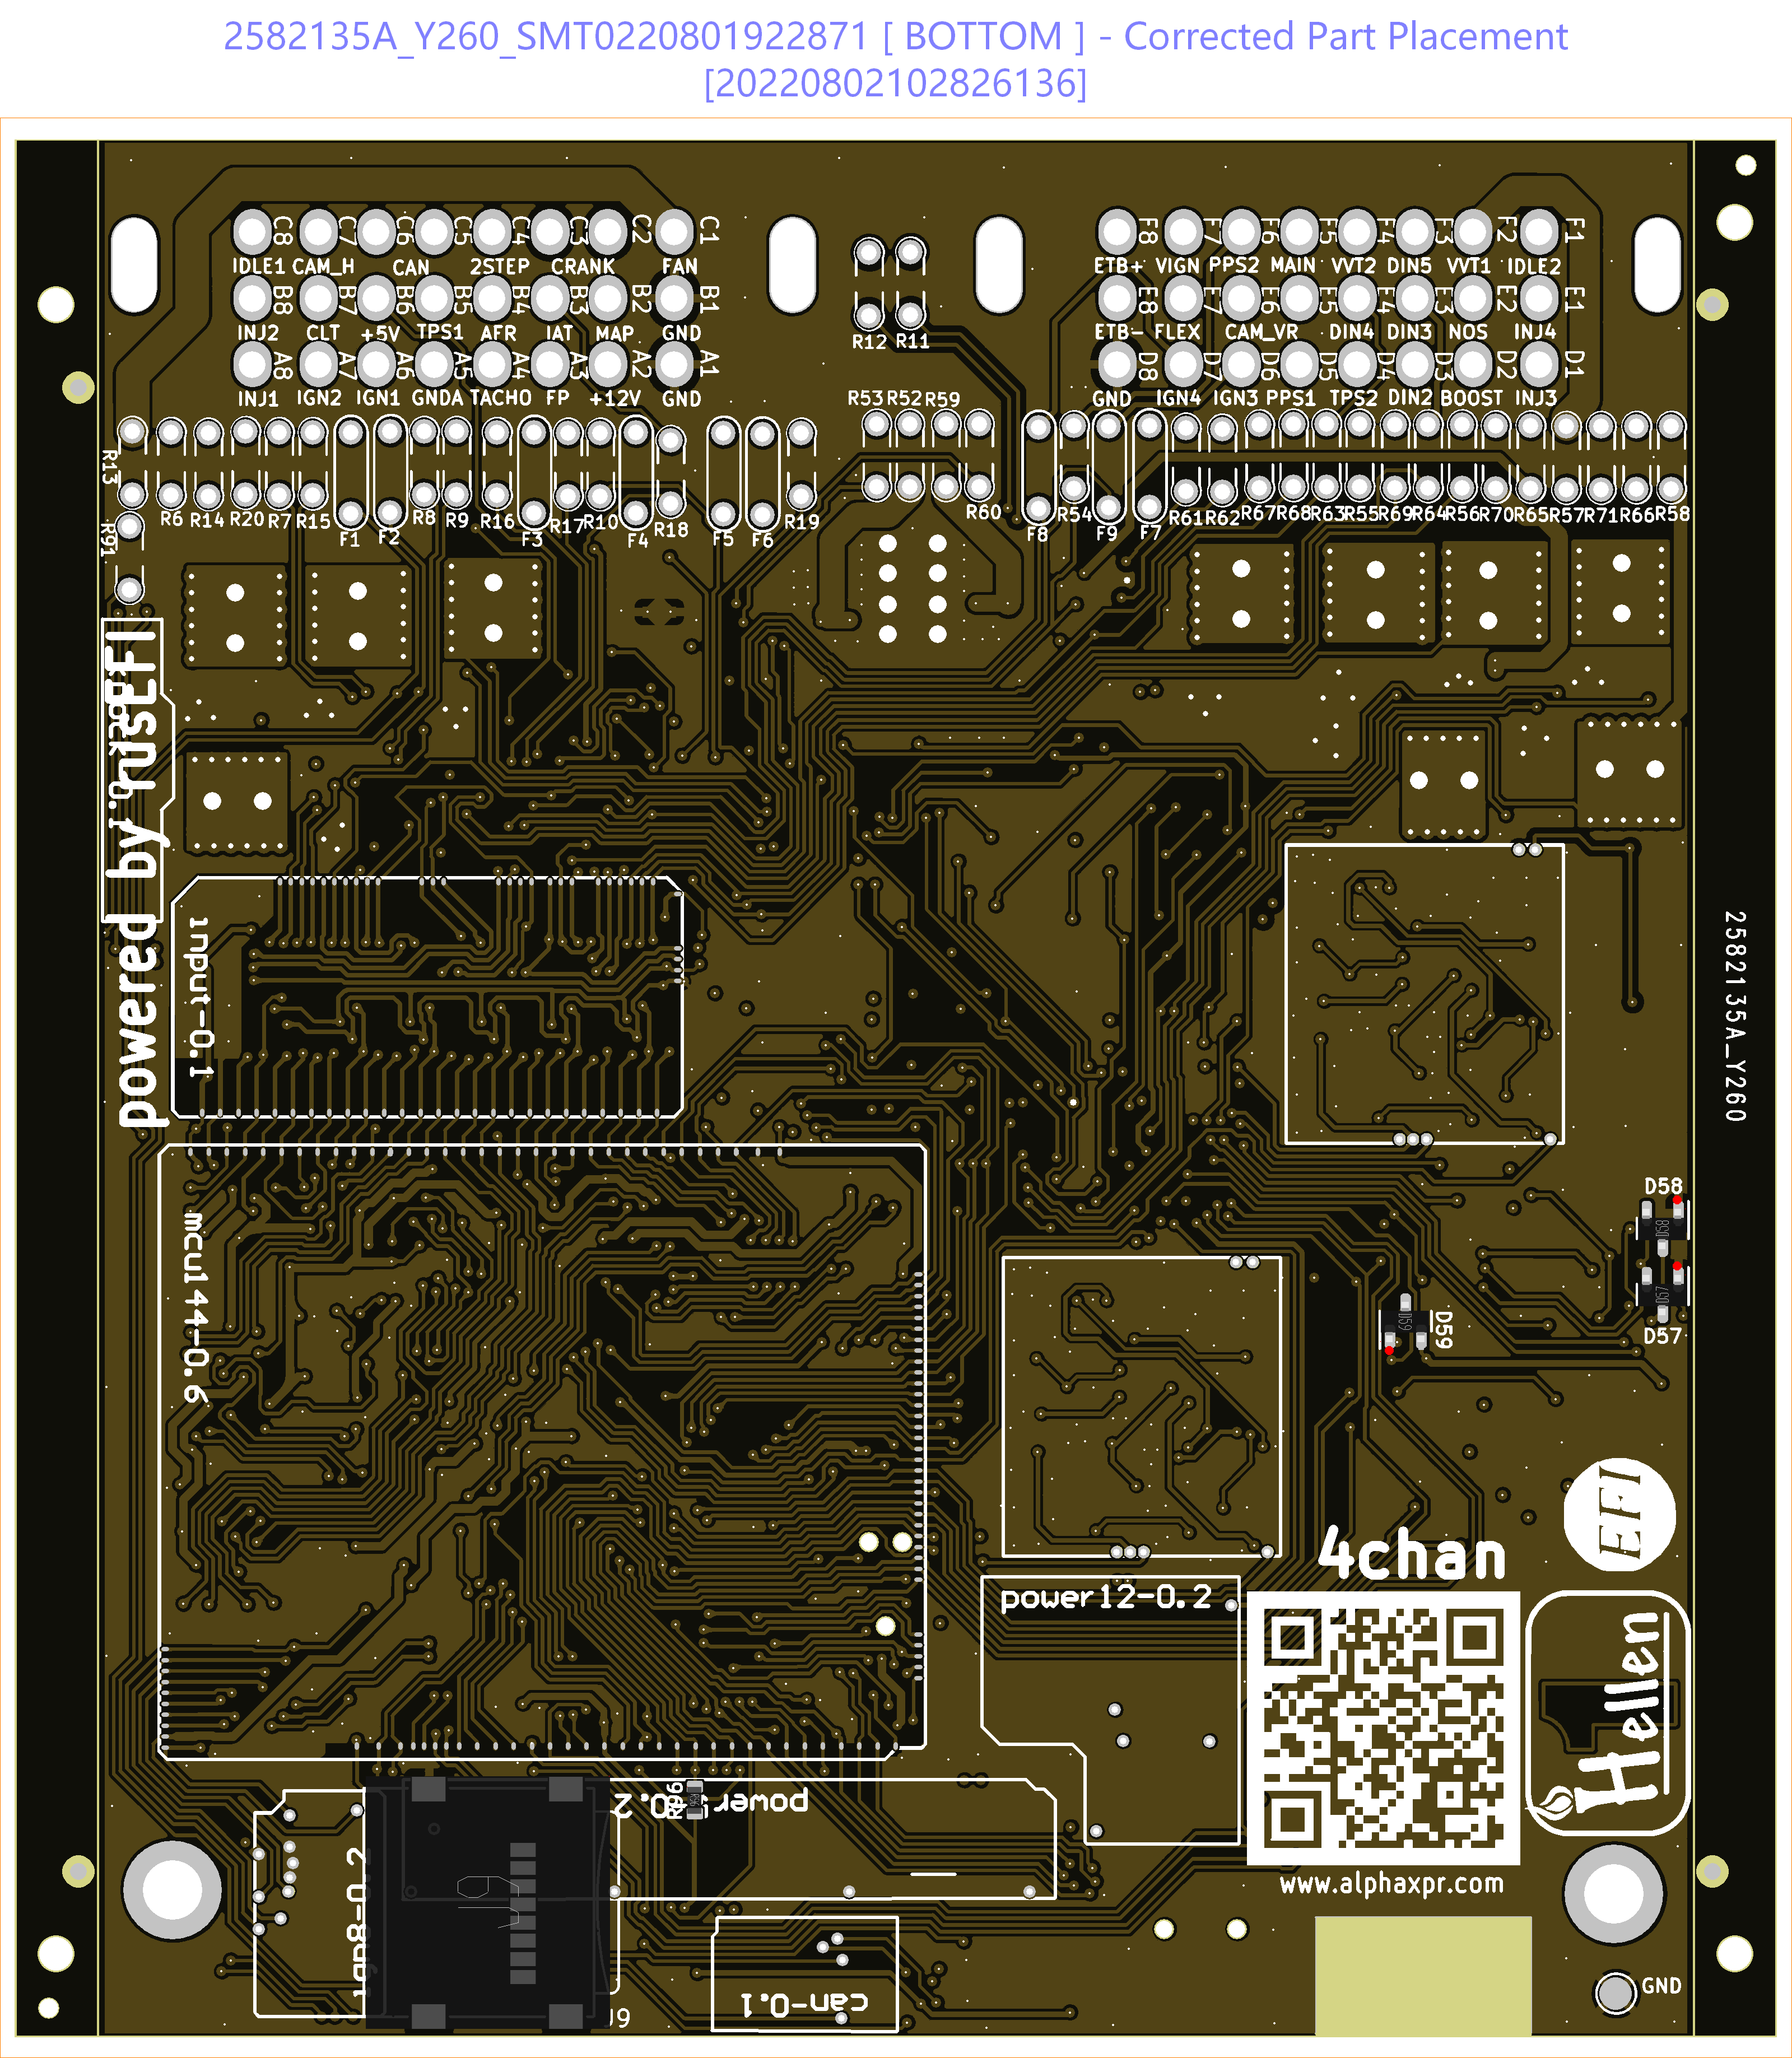 2582135A_Y260_SMT0220801922871 [ BOTTOM ] - Corrected Part Placement
[20220802102826136]
C8 C7 C6 C5 C4 C3 C2 C1 F8 F7 F6 F5 F4 F3 F2 F1
IDLE1 CAM_H CAN 2STEP CRANK FAN ETB+ VIGN PPS2 MAIN VVT2 DIN5 VVT1 IDLE2
B8 B7 B6 B5 B4 B3 B2 B1 E8 E7 E6 E5 E4 E3 E2 E1
INJ2 CLT +5V TPS1 AFR IAT MAP GND ETB- FLEX CAM_VR DIN4 DIN3 NOS INJ4
R12 R11
A8 A7 A6 A5 A4 A3 A2 A1 D8 D7 D6 D5 D4 D3 D2 D1
INJ1 IGN2 IGN1 GNDA TACHO FP +12V GND GND IGN4 IGN3 PPS1 TPS2 DIN2 BOOST INJ3
R53 R52 R59
R13
R6 R14 R20 R7 R15 F1 F2 R8 R9 R16 F3 R17 R10 F4 R18 F5 F6 R19 R60 F8 R54 F9 F7 R61 R62 R67 R68 R63 R55 R69 R64 R56 R70 R65 R57 R71 R66 R58
R91
powered by rusEFI
input-0.1
2582135A_Y260
mcu144-0.6
D58
D58
D57
D57
D59
D59
EFI
4chan
power12-0.2
Hellen
1
R96
R96
ign8-0.2
www.alphaxpr.com
can-0.1
J9
GND